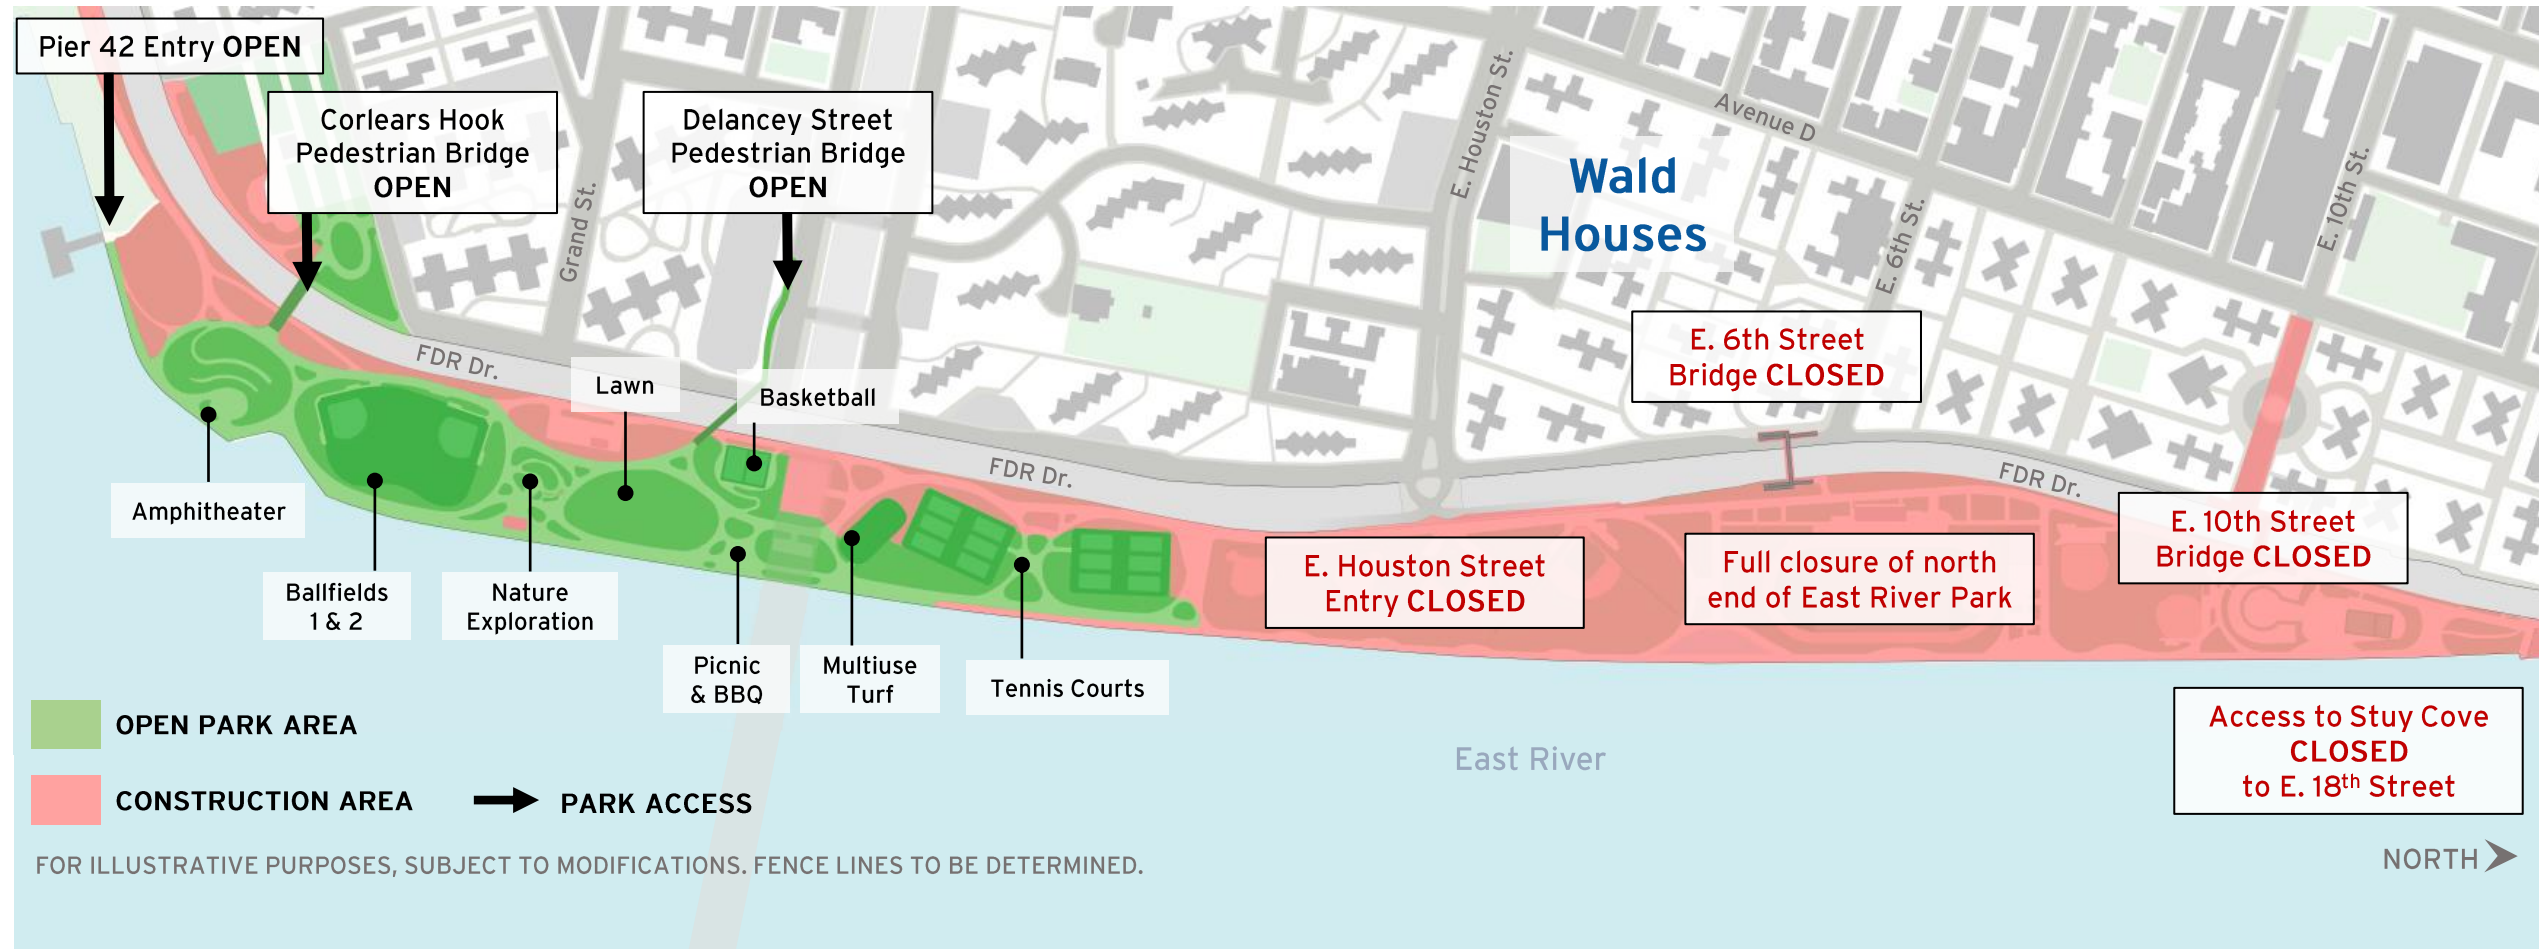 Pier 42 Entry OPEN
Corlears Hook
Pedestrian Bridge
OPEN
Delancey Street
Pedestrian Bridge
OPEN
Grand St.
E. Houston St.
Avenue D
Wald
Houses
E. 6th St.
E. 10th St.
E. 6th Street
Bridge CLOSED
FDR Dr.
Lawn
Basketball
FDR Dr.
FDR Dr.
Amphitheater
Ballfields
1 & 2
Nature
Exploration
Picnic
& BBQ
Multiuse
Turf
Tennis Courts
E. Houston Street
Entry CLOSED
Full closure of north
end of East River Park
E. 10th Street
Bridge CLOSED
OPEN PARK AREA
CONSTRUCTION AREA
PARK ACCESS
East River
Access to Stuy Cove
CLOSED
to E. 18th Street
FOR ILLUSTRATIVE PURPOSES, SUBJECT TO MODIFICATIONS. FENCE LINES TO BE DETERMINED.
NORTH